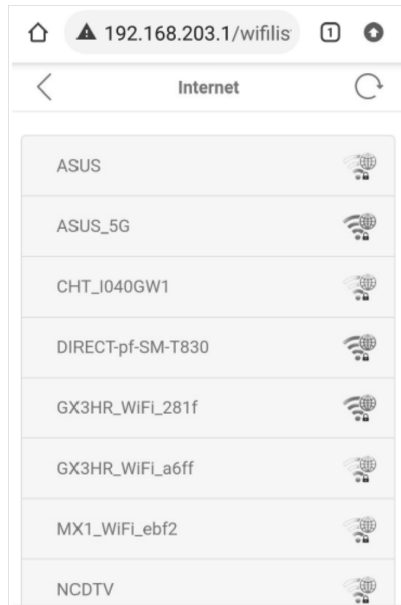 192.168.203.1/wifilis
1
Internet
ASUS
ASUS_5G
CHT_I040GW1
DIRECT-pf-SM-T830
GX3HR_WiFi_281f
GX3HR_WiFi_a6ff
MX1_WiFi_ebf2
NCDTV